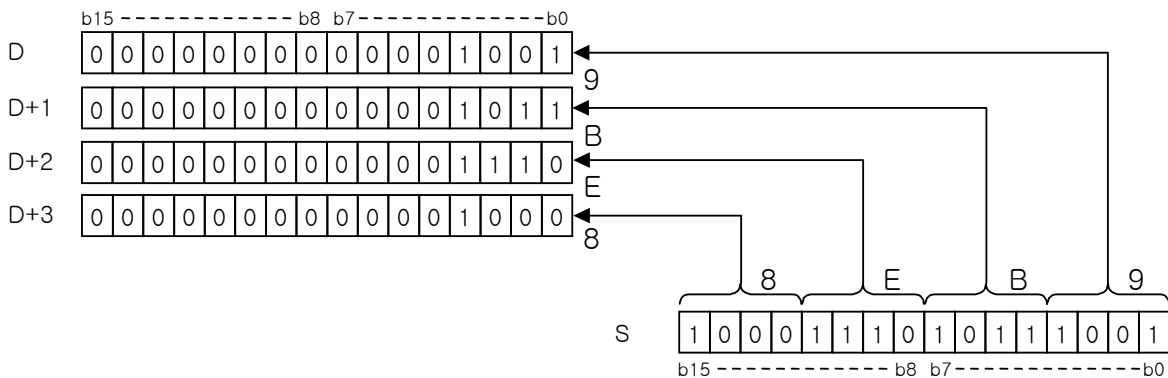 b15 b8 b7 b0
D 0 0 0 0 0 0 0 0 0 0 0 0 1 0 0 1
9
D+1 0 0 0 0 0 0 0 0 0 0 0 0 1 0 1 1
B
D+2 0 0 0 0 0 0 0 0 0 0 0 0 1 1 1 0
E
D+3 0 0 0 0 0 0 0 0 0 0 0 0 1 0 0 0
8
8 E B 9
S 1 0 0 0 1 1 1 0 1 0 1 1 1 0 0 1
b15 b8 b7 b0